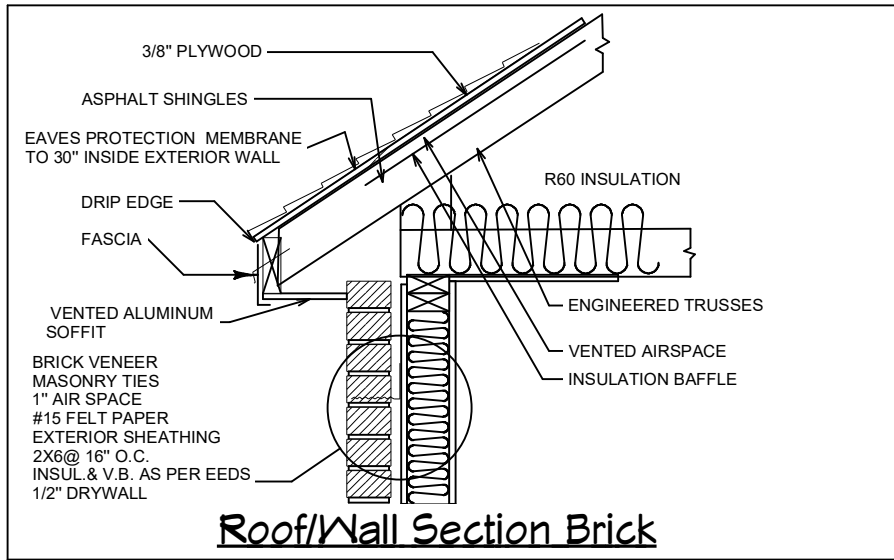 3/8" PLYWOOD
ASPHALT SHINGLES
EAVES PROTECTION MEMBRANE
TO 30" INSIDE EXTERIOR WALL
DRIP EDGE
FASCIA
VENTED ALUMINUM
SOFFIT
BRICK VENEER
MASONRY TIES
1" AIR SPACE
#15 FELT PAPER
EXTERIOR SHEATHING
2X6@ 16" O.C.
INSUL.& V.B. AS PER EEDS
1/2" DRYWALL
R60 INSULATION
ENGINEERED TRUSSES
VENTED AIRSPACE
INSULATION BAFFLE
Roof/Wall Section Brick